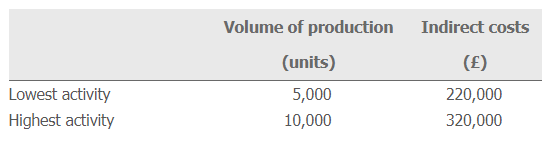 Volume of production Indirect costs
(units) (£)
Lowest activity 5,000 220,000
Highest activity 10,000 320,000